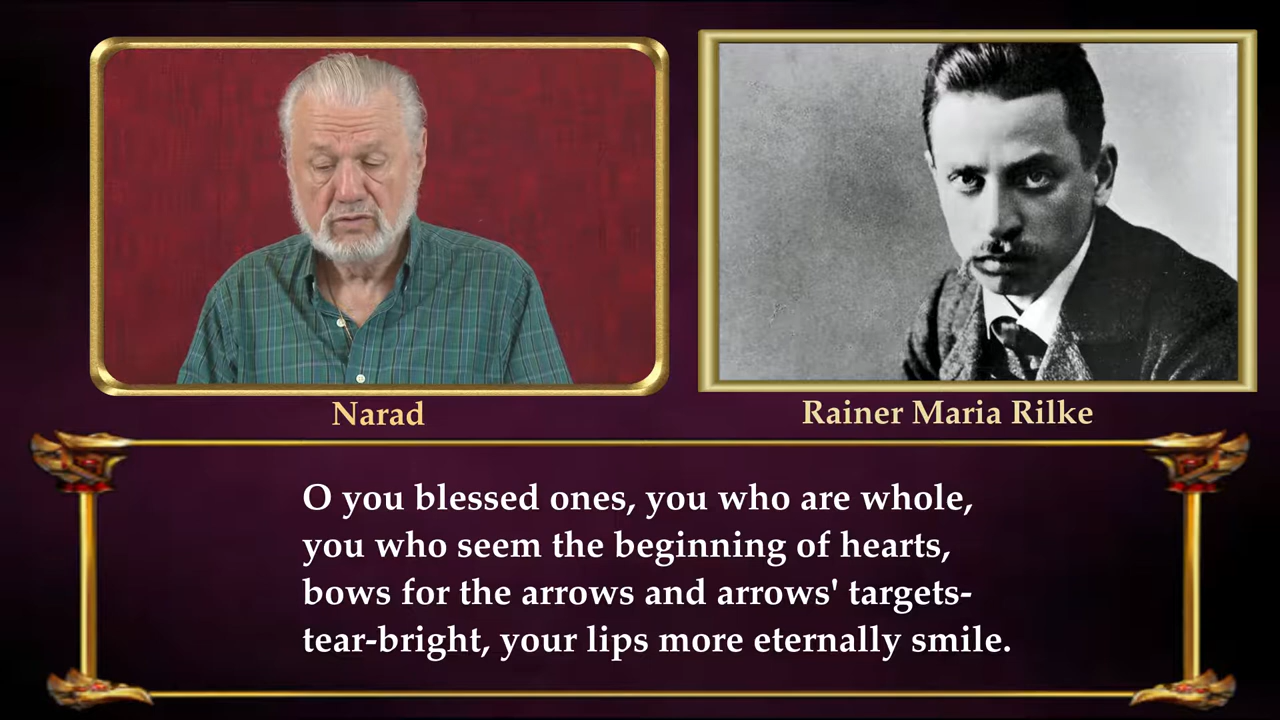 Narad
Rainer Maria Rilke
O you blessed ones, you who are whole,
you who seem the beginning of hearts,
bows for the arrows and arrows' targets-
tear-bright, your lips more eternally smile.